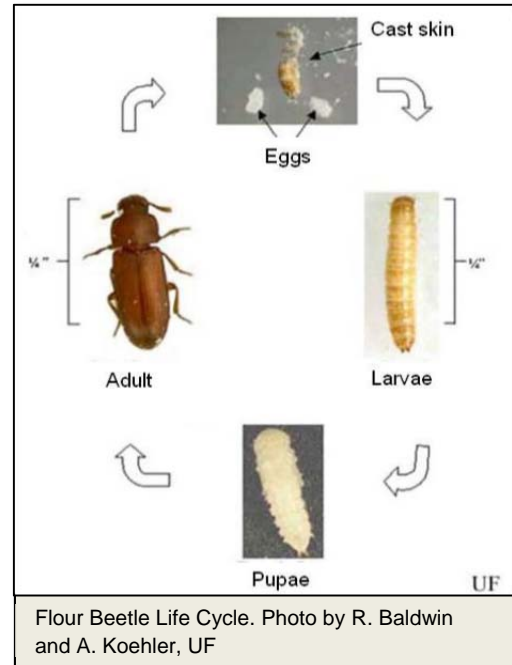 Cast skin
Eggs
¼"
¼"
Adult
Larvae
Pupae
UF
Flour Beetle Life Cycle. Photo by R. Baldwin
and A. Koehler, UF